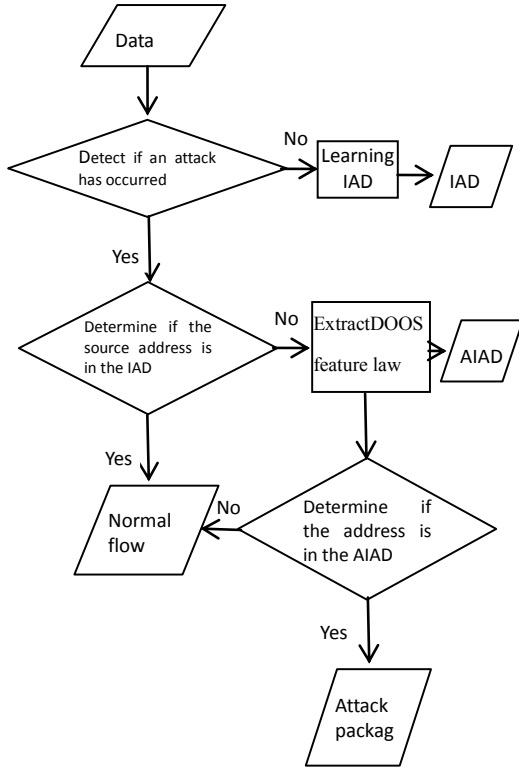 Data
Detect if an attack
has occurred
No
Learning
IAD
IAD
Yes
Determine if the
source address is
in the IAD
No
ExtractDOOS
feature law
AIAD
Yes
Normal
flow
No
Determine if
the address is
in the AIAD
Yes
Attack
packag